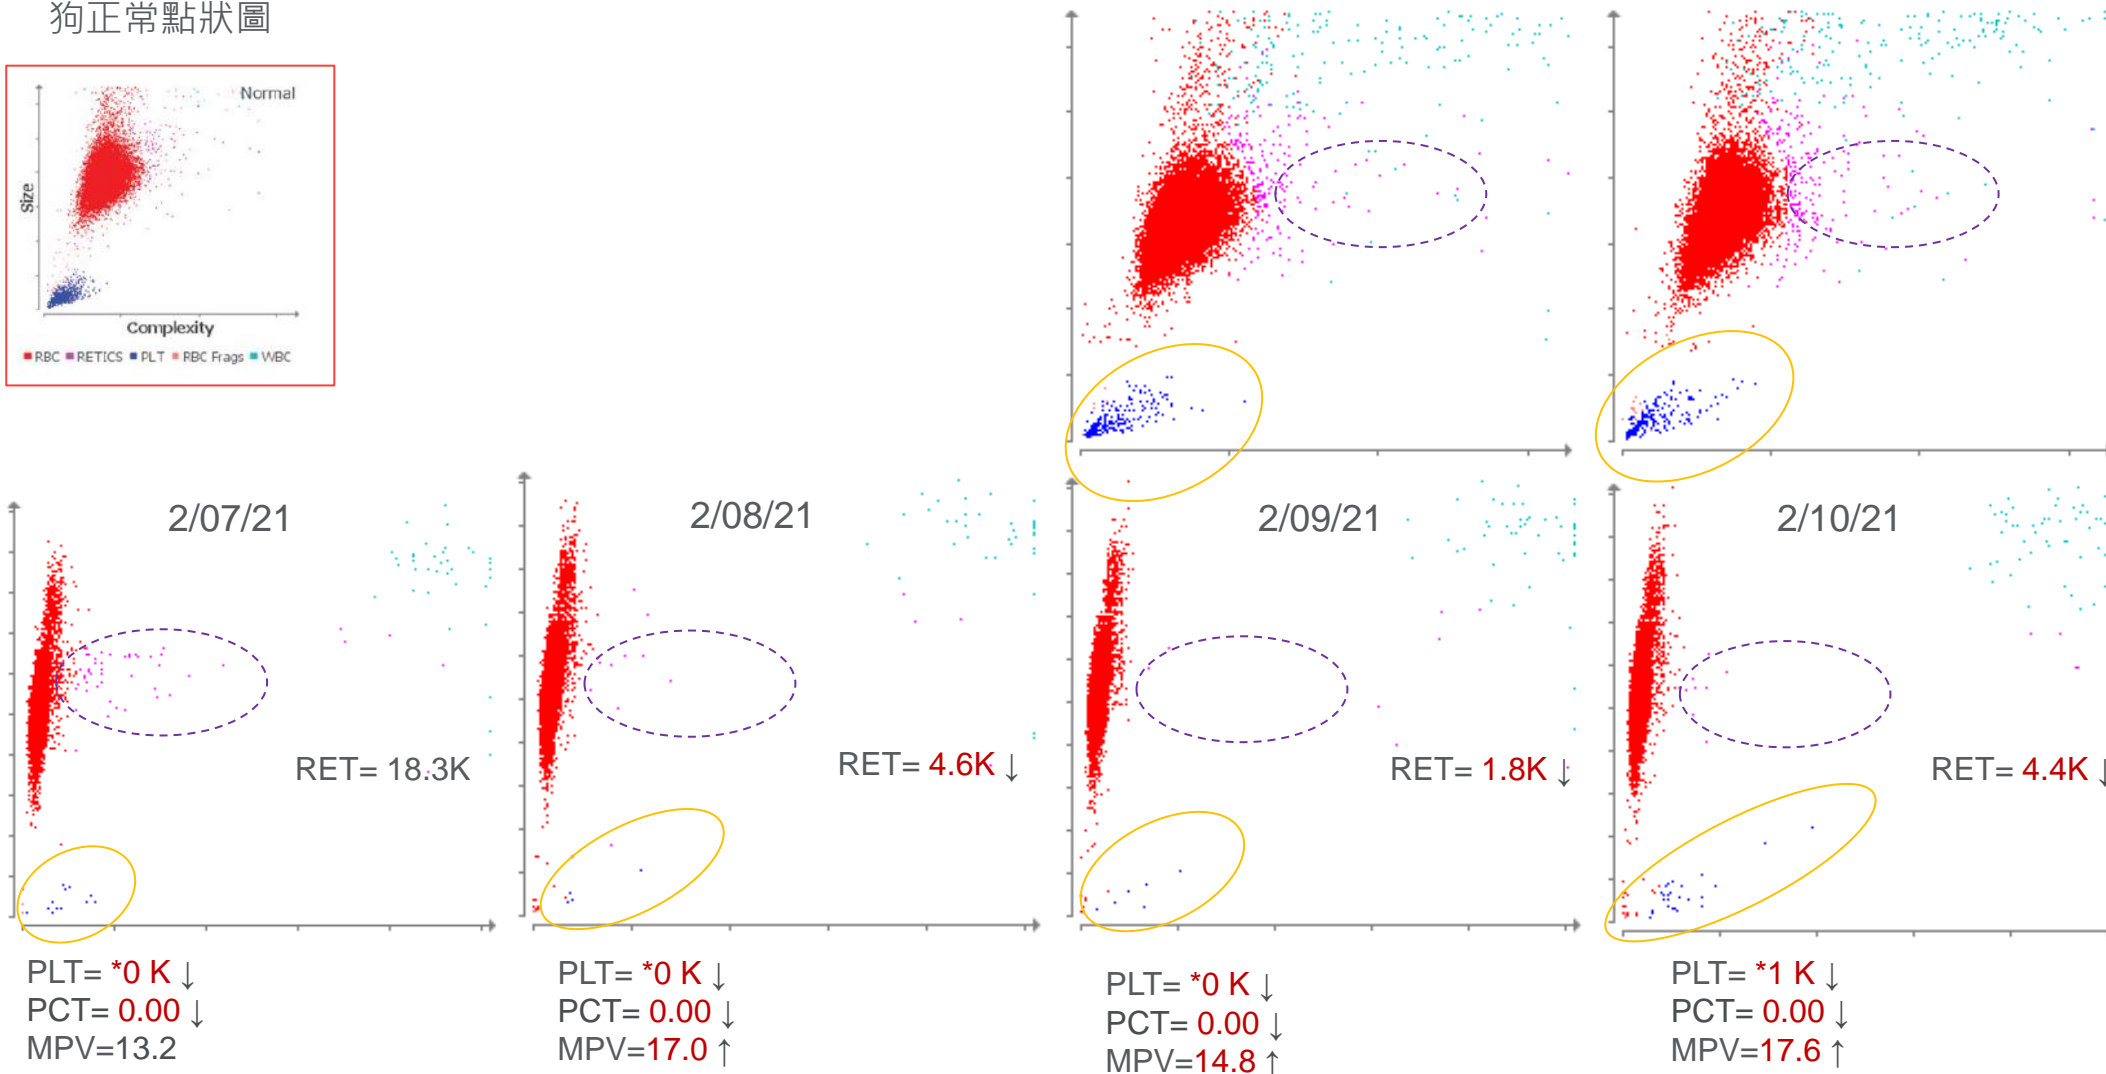 狗正常點狀圖
Normal
Size
Complexity
RBC RETICS PLT RBC Frags WBC
2/07/21
RET= 18.3K
PLT= *0 K ↓
PCT= 0.00 ↓
MPV=13.2
2/08/21
RET= 4.6K ↓
PLT= *0 K ↓
PCT= 0.00 ↓
MPV=17.0 ↑
2/09/21
RET= 1.8K ↓
PLT= *0 K ↓
PCT= 0.00 ↓
MPV=14.8 ↑
2/10/21
RET= 4.4K ↓
PLT= *1 K ↓
PCT= 0.00 ↓
MPV=17.6 ↑